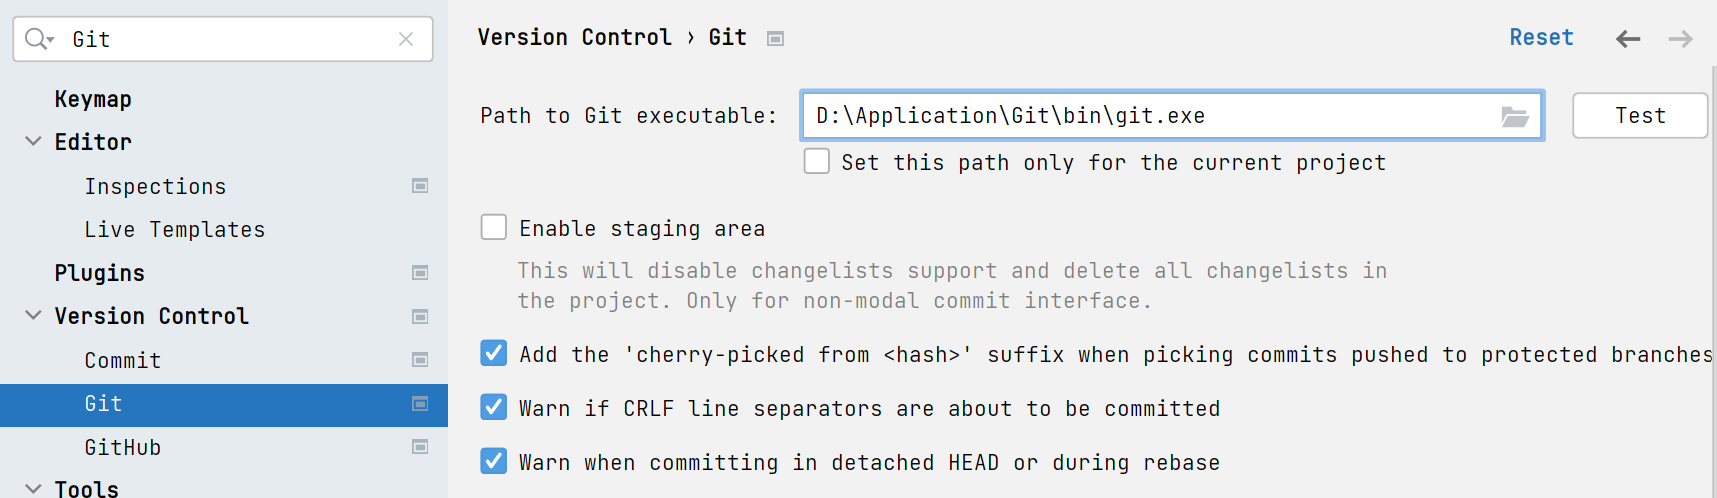 Git
Keymap
Editor
Inspections
Live Templates
Plugins
Version Control
Commit
Git
GitHub
Tools
Version Control › Git
Reset
Path to Git executable: D:\Application\Git\bin\git.exe Test
Set this path only for the current project
Enable staging area
This will disable changelists support and delete all changelists in
the project. Only for non-modal commit interface.
Add the 'cherry-picked from <hash>' suffix when picking commits pushed to protected branches
Warn if CRLF line separators are about to be committed
Warn when committing in detached HEAD or during rebase